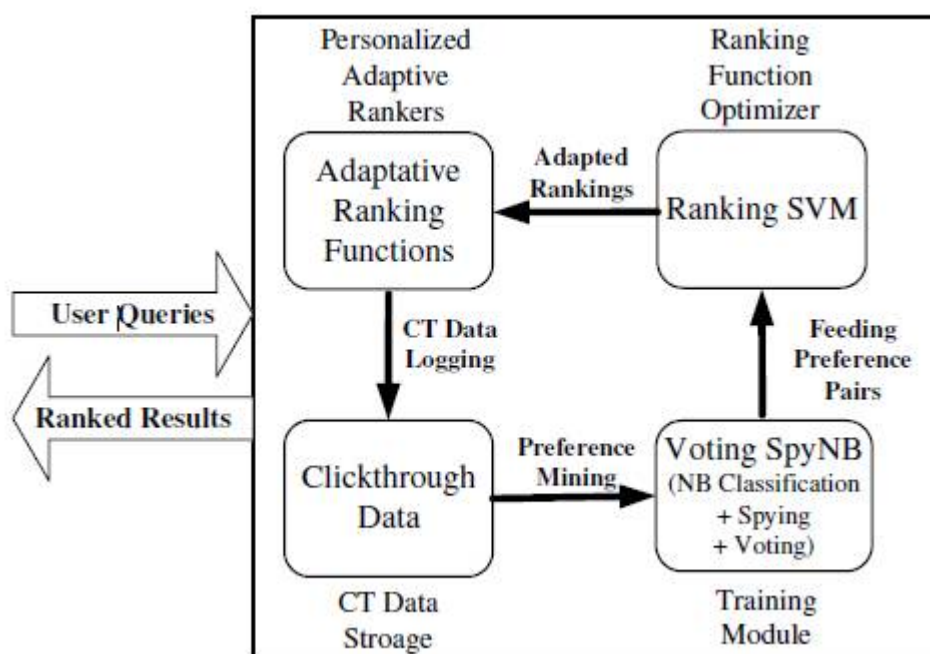 Personalized
Adaptive
Rankers
Ranking
Function
Optimizer
Adaptative
Ranking
Functions
Adapted
Rankings
Ranking SVM
User Queries
Ranked Results
CT Data
Logging
Feeding
Preference
Pairs
Clickthrough
Data
Preference
Mining
Voting SpyNB
(NB Classification
+ Spying
+ Voting)
CT Data
Stroage
Training
Module